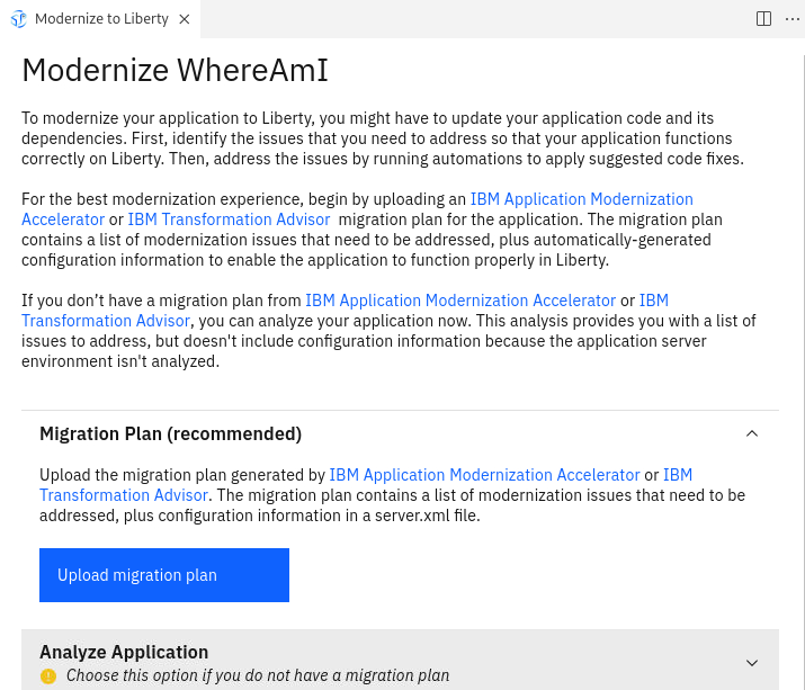 Modernize to Liberty
Modernize WhereAmI
To modernize your application to Liberty, you might have to update your application code and its
dependencies. First, identify the issues that you need to address so that your application functions
correctly on Liberty. Then, address the issues by running automations to apply suggested code fixes.
For the best modernization experience, begin by uploading an IBM Application Modernization
Accelerator or IBM Transformation Advisor migration plan for the application. The migration plan
contains a list of modernization issues that need to be addressed, plus automatically-generated
configuration information to enable the application to function properly in Liberty.
If you don’t have a migration plan from IBM Application Modernization Accelerator or IBM
Transformation Advisor, you can analyze your application now. This analysis provides you with a list of
issues to address, but doesn't include configuration information because the application server
environment isn't analyzed.
Migration Plan (recommended)
Upload the migration plan generated by IBM Application Modernization Accelerator or IBM
Transformation Advisor. The migration plan contains a list of modernization issues that need to be
addressed, plus configuration information in a server.xml file.
Upload migration plan
Analyze Application
Choose this option if you do not have a migration plan